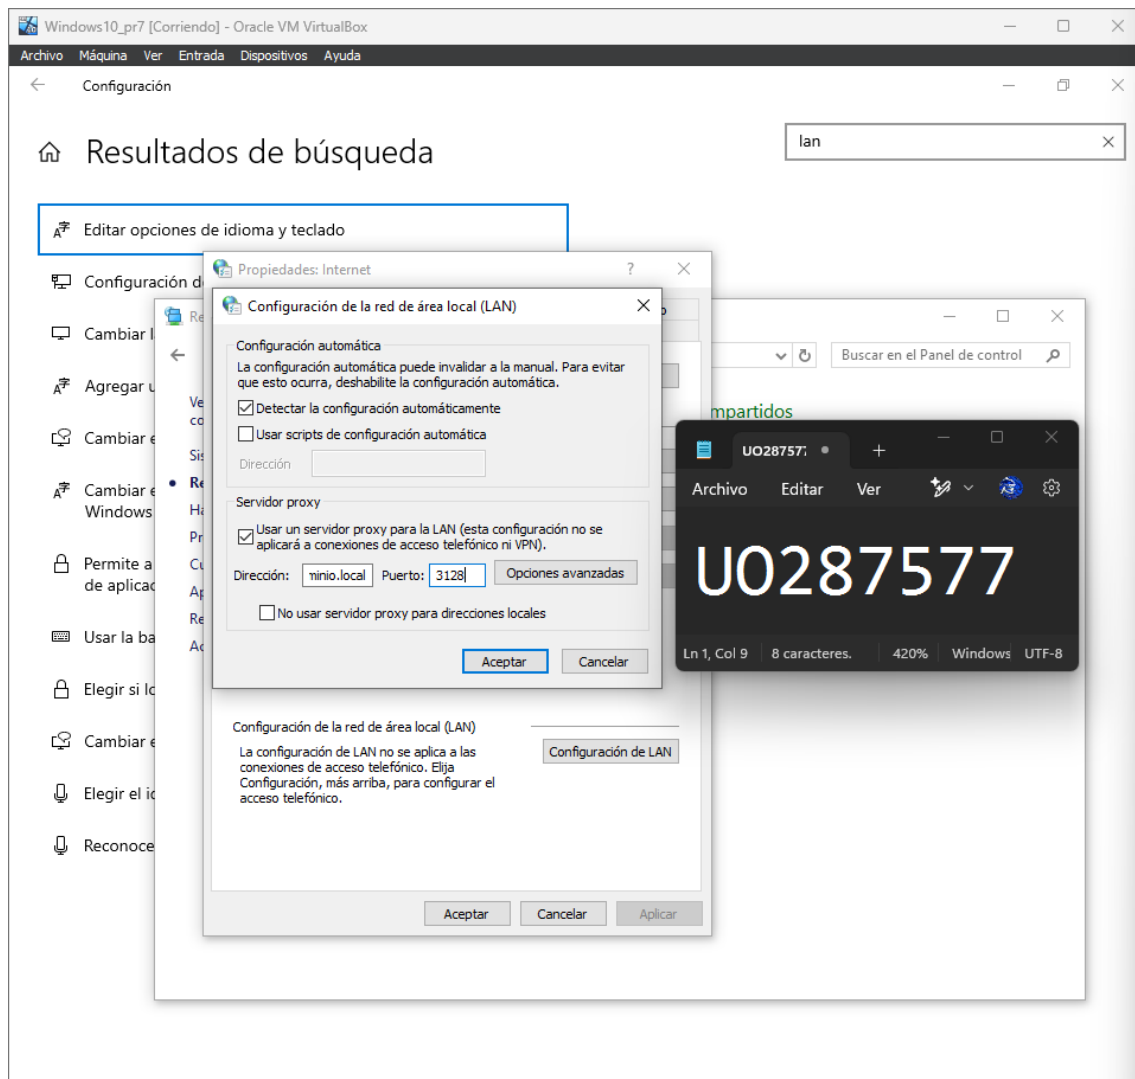 Windows10_pr7 [Corriendo] - Oracle VM VirtualBox
Archivo Máquina Ver Entrada Dispositivos Ayuda
Configuración
Resultados de búsqueda
lan
Editar opciones de idioma y teclado
Configuración
Cambiar
Agregar
Cambiar
Cambiar
Windows
Permite a
de
Usar la
Elegir si
Cambiar
Elegir el
Propiedades: Internet
Configuración de la red de área local (LAN)
Configuración automática
La configuración automática puede invalidar a la manual. Para evitar
que esto ocurra, deshabilite la configuración automática.
Detectar la configuración automáticamente
Usar scripts de configuración automática
Dirección
Servidor proxy
Usar un servidor proxy para la LAN (esta configuración no se
aplicará a conexiones de acceso telefónico ni VPN).
Dirección: minio.local Puerto: 3128 Opciones avanzadas
No usar servidor proxy para direcciones locales
Aceptar Cancelar
Configuración de la red de área local (LAN)
La configuración de LAN no se aplica a las
conexiones de acceso telefónico. Elija
Configuración, más arriba, para configurar el
acceso telefónico.
Configuración de LAN
Aceptar Cancelar Aplicar
Buscar en el Panel de control
mpartidos
UO287577
Archivo Editar Ver
UO287577
Ln 1, Col 9 8 caracteres. 420% Windows UTF-8